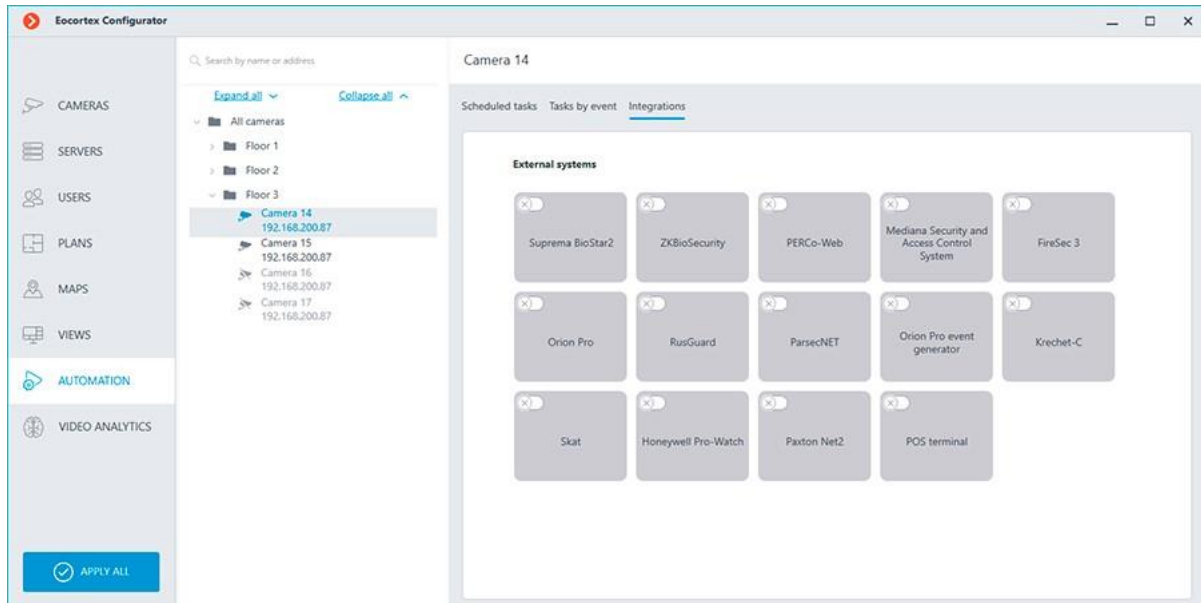 Eocortex Configurator
CAMERAS
SERVERS
USERS
PLANS
MAPS
VIEWS
AUTOMATION
VIDEO ANALYTICS
APPLY ALL
Search by name or address
Expand all
Collapse all
All cameras
Floor 1
Floor 2
Floor 3
Camera 14
192.168.200.87
Camera 15
192.168.200.87
Camera 16
192.168.200.87
Camera 17
192.168.200.87
Camera 14
Scheduled tasks Tasks by event Integrations
External systems
Suprema BioStar2
ZKBioSecurity
PERCo-Web
Mediana Security and
Access Control
System
FireSec 3
Orion Pro
RusGuard
ParsecNET
Orion Pro event
generator
Krechet-C
Skat
Honeywell Pro-Watch
Paxton Net2
POS terminal